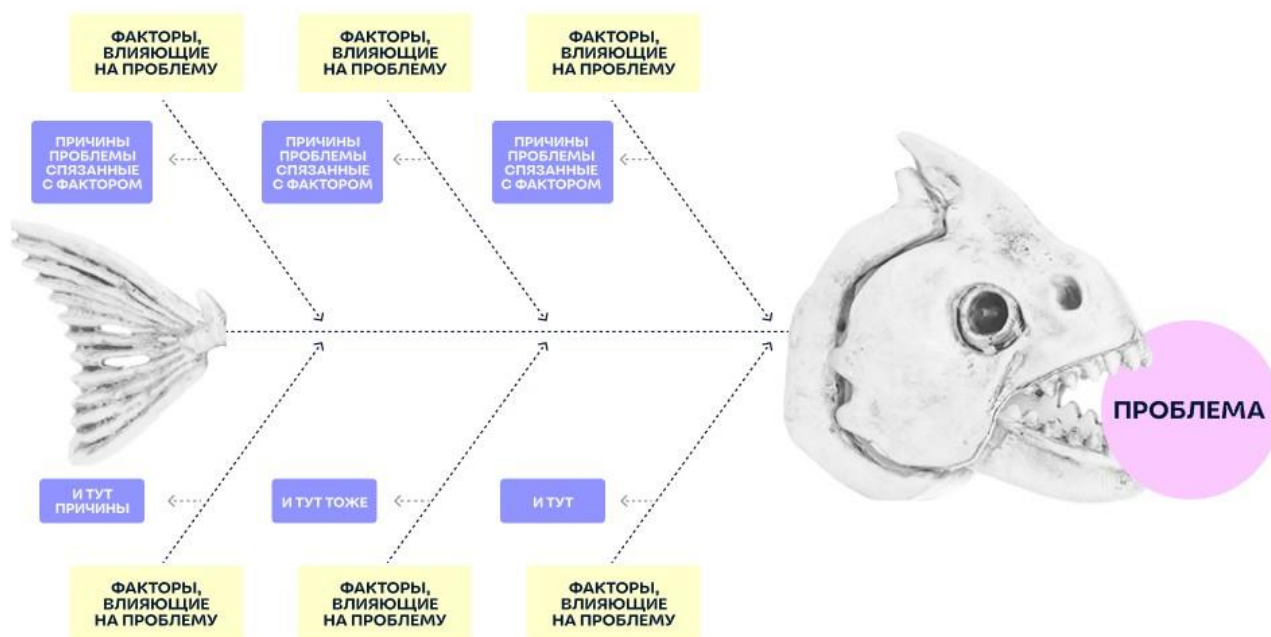 ФАКТОРЫ,
ВЛИЯЮЩИЕ
НА ПРОБЛЕМУ
ФАКТОРЫ,
ВЛИЯЮЩИЕ
НА ПРОБЛЕМУ
ФАКТОРЫ,
ВЛИЯЮЩИЕ
НА ПРОБЛЕМУ
ПРИЧИНЫ
ПРОБЛЕМЫ
СПЯЗАННЫЕ
С ФАКТОРОМ
ПРИЧИНЫ
ПРОБЛЕМЫ
СПЯЗАННЫЕ
С ФАКТОРОМ
ПРИЧИНЫ
ПРОБЛЕМЫ
СПЯЗАННЫЕ
С ФАКТОРОМ
ПРОБЛЕМА
И ТУТ
ПРИЧИНЫ
И ТУТ ТОЖЕ
И ТУТ
ФАКТОРЫ,
ВЛИЯЮЩИЕ
НА ПРОБЛЕМУ
ФАКТОРЫ,
ВЛИЯЮЩИЕ
НА ПРОБЛЕМУ
ФАКТОРЫ,
ВЛИЯЮЩИЕ
НА ПРОБЛЕМУ